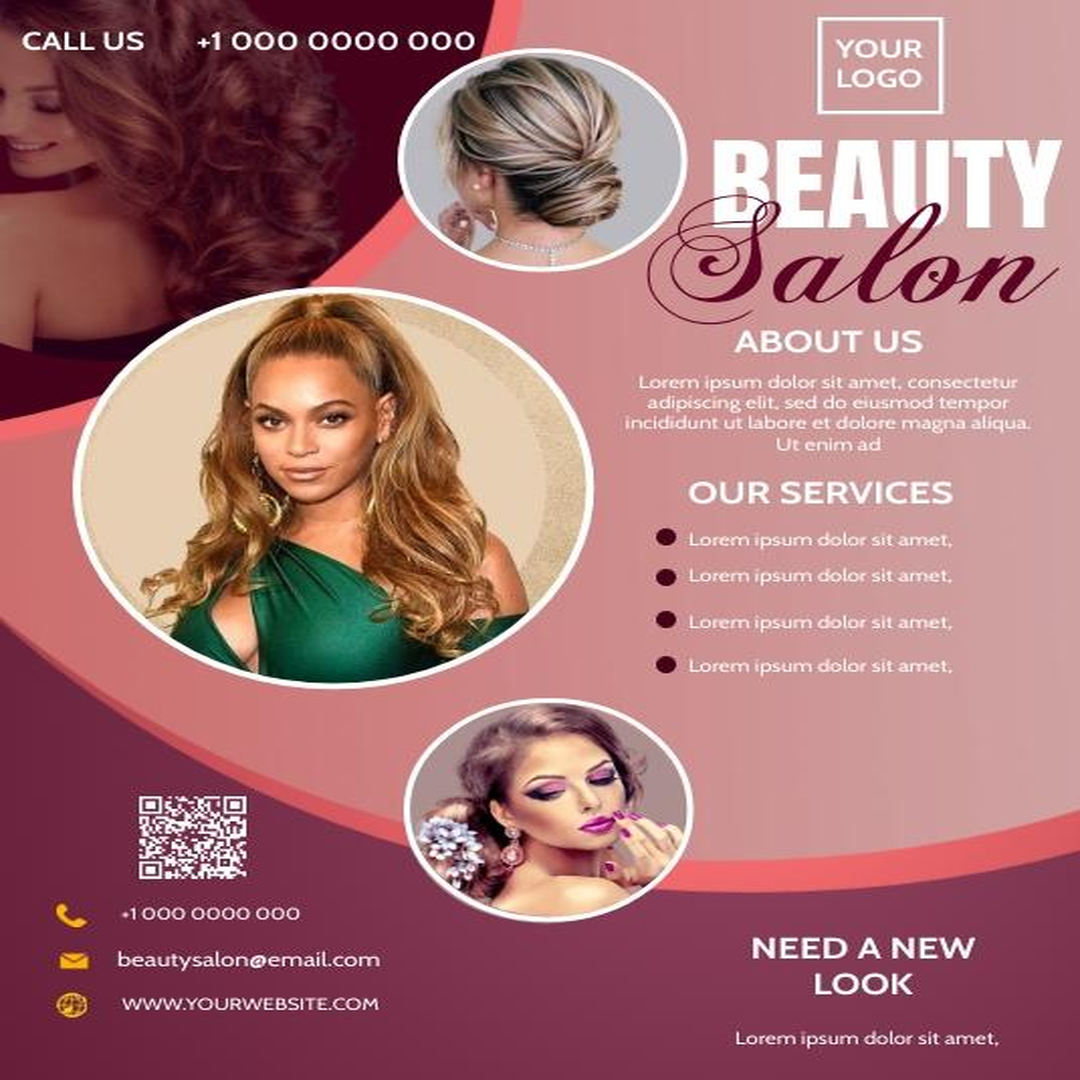 CALL US +1 000 0000 000
YOUR
LOGO
BEAUTY
Salon
ABOUT US
Lorem ipsum dolor sit amet, consectetur
adipiscing elit, sed do eiusmod tempor
incididunt ut labore et dolore magna aliqua.
Ut enim ad
OUR SERVICES
Lorem ipsum dolor sit amet,
Lorem ipsum dolor sit amet,
Lorem ipsum dolor sit amet,
Lorem ipsum dolor sit amet,
+1 000 0000 000
beautysalon@email.com
WWW.YOURWEBSITE.COM
NEED A NEW
LOOK
Lorem ipsum dolor sit amet,